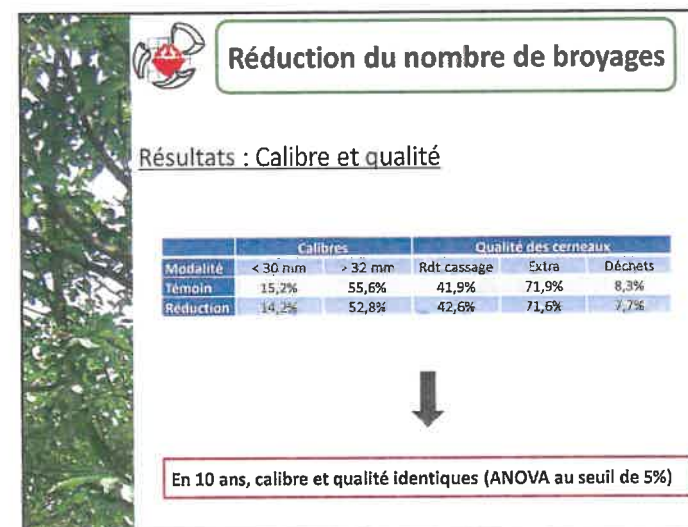 Réduction du nombre de broyages
Résultats : Calibre et qualité
Calibres Qualité des cerneaux
Modalité < 30 mm > 32 mm Rdt cassage Extra Déchets
Témoin 15,2% 55,6% 41,9% 71,9% 8,3%
Réduction 14,2% 52,8% 42,6% 71,6% 7,7%
En 10 ans, calibre et qualité identiques (ANOVA au seuil de 5%)